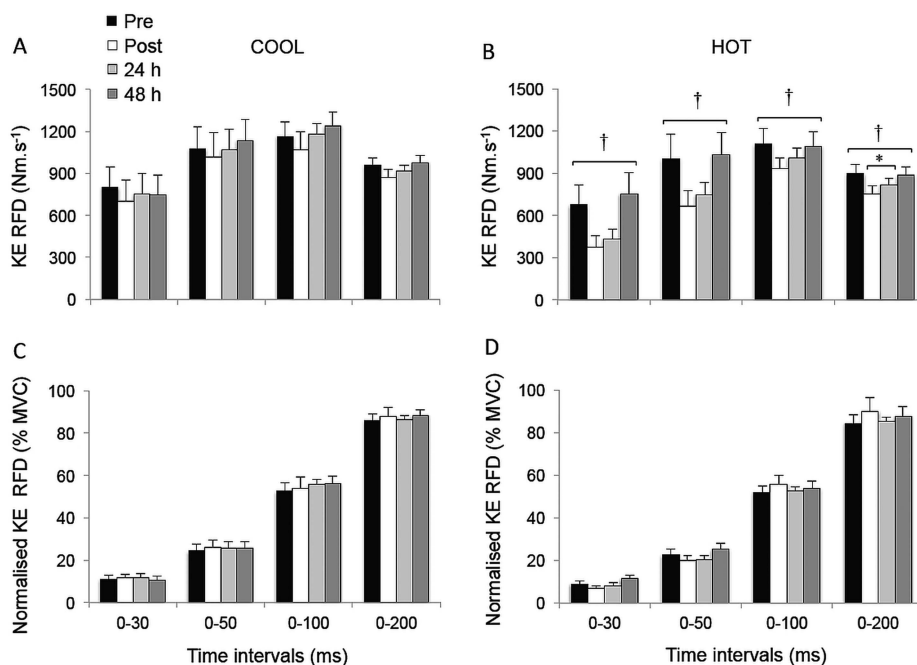 A
■ Pre
□ Post
■ 24 h
■ 48 h
COOL
KE RFD (Nm.s⁻¹)
1500
1200
900
600
300
0
B
HOT
KE RFD (Nm.s⁻¹)
1500
1200
900
600
300
0
†
†
†
†
*
C
Normalised KE RFD (% MVC)
100
80
60
40
20
0
0-30 0-50 0-100 0-200
Time intervals (ms)
D
Normalised KE RFD (% MVC)
100
80
60
40
20
0
0-30 0-50 0-100 0-200
Time intervals (ms)